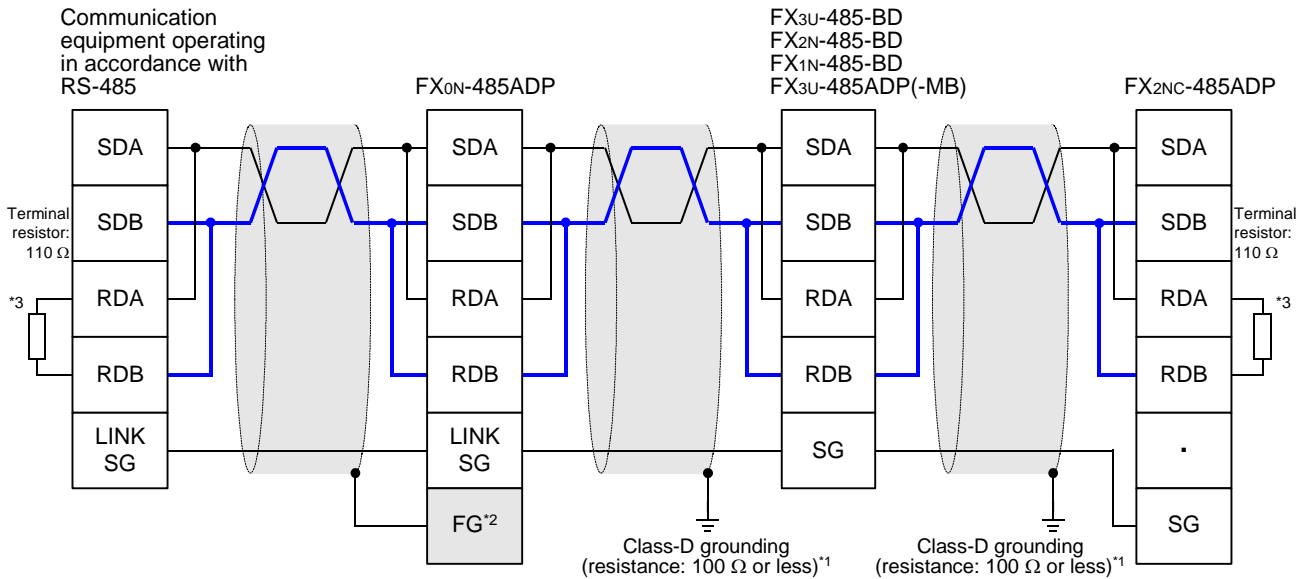 Communication
equipment operating
in accordance with
RS-485
FX0N-485ADP
FX3U-485-BD
FX2N-485-BD
FX1N-485-BD
FX3U-485ADP(-MB)
FX2NC-485ADP
SDA
SDA
SDA
SDA
Terminal
resistor:
110 Ω
SDB
SDB
SDB
SDB
Terminal
resistor:
110 Ω
*3
RDA
RDA
RDA
RDA
*3
RDB
RDB
RDB
RDB
LINK
SG
LINK
SG
SG
.
FG*2
SG
Class-D grounding
(resistance: 100 Ω or less)*1
Class-D grounding
(resistance: 100 Ω or less)*1